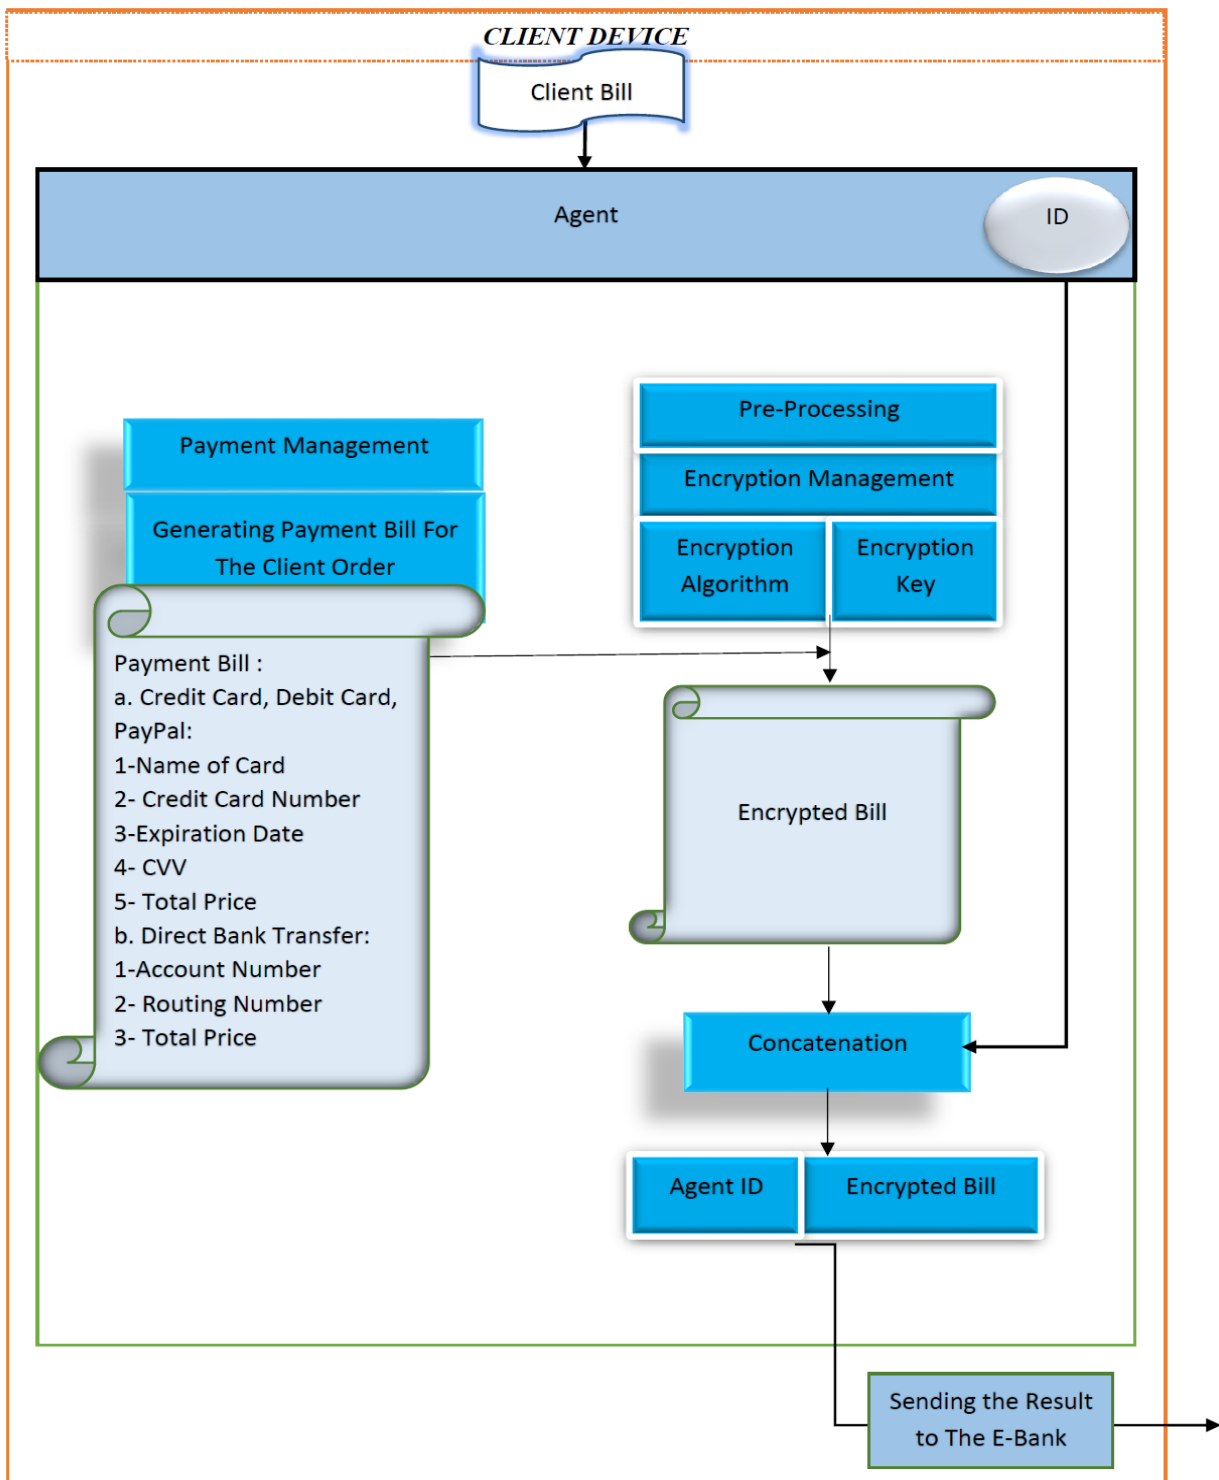 CLIENT DEVICE
Client Bill
Agent
ID
Payment Management
Generating Payment Bill For
The Client Order
Payment Bill :
a. Credit Card, Debit Card,
PayPal:
1-Name of Card
2- Credit Card Number
3-Expiration Date
4- CVV
5- Total Price
b. Direct Bank Transfer:
1-Account Number
2- Routing Number
3- Total Price
Pre-Processing
Encryption Management
Encryption
Algorithm
Encryption
Key
Encrypted Bill
Concatenation
Agent ID
Encrypted Bill
Sending the Result
to The E-Bank